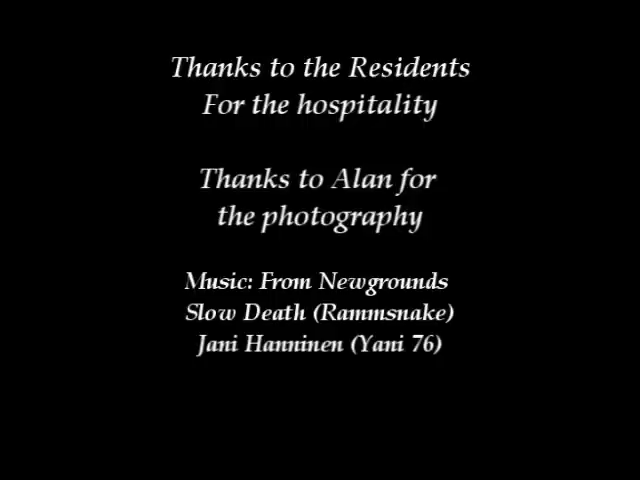 Thanks to the Residents
For the hospitality
Thanks to Alan for
the photography
Music: From Newgrounds
Slow Death (Rammsnake)
Jani Hanninen (Yani 76)